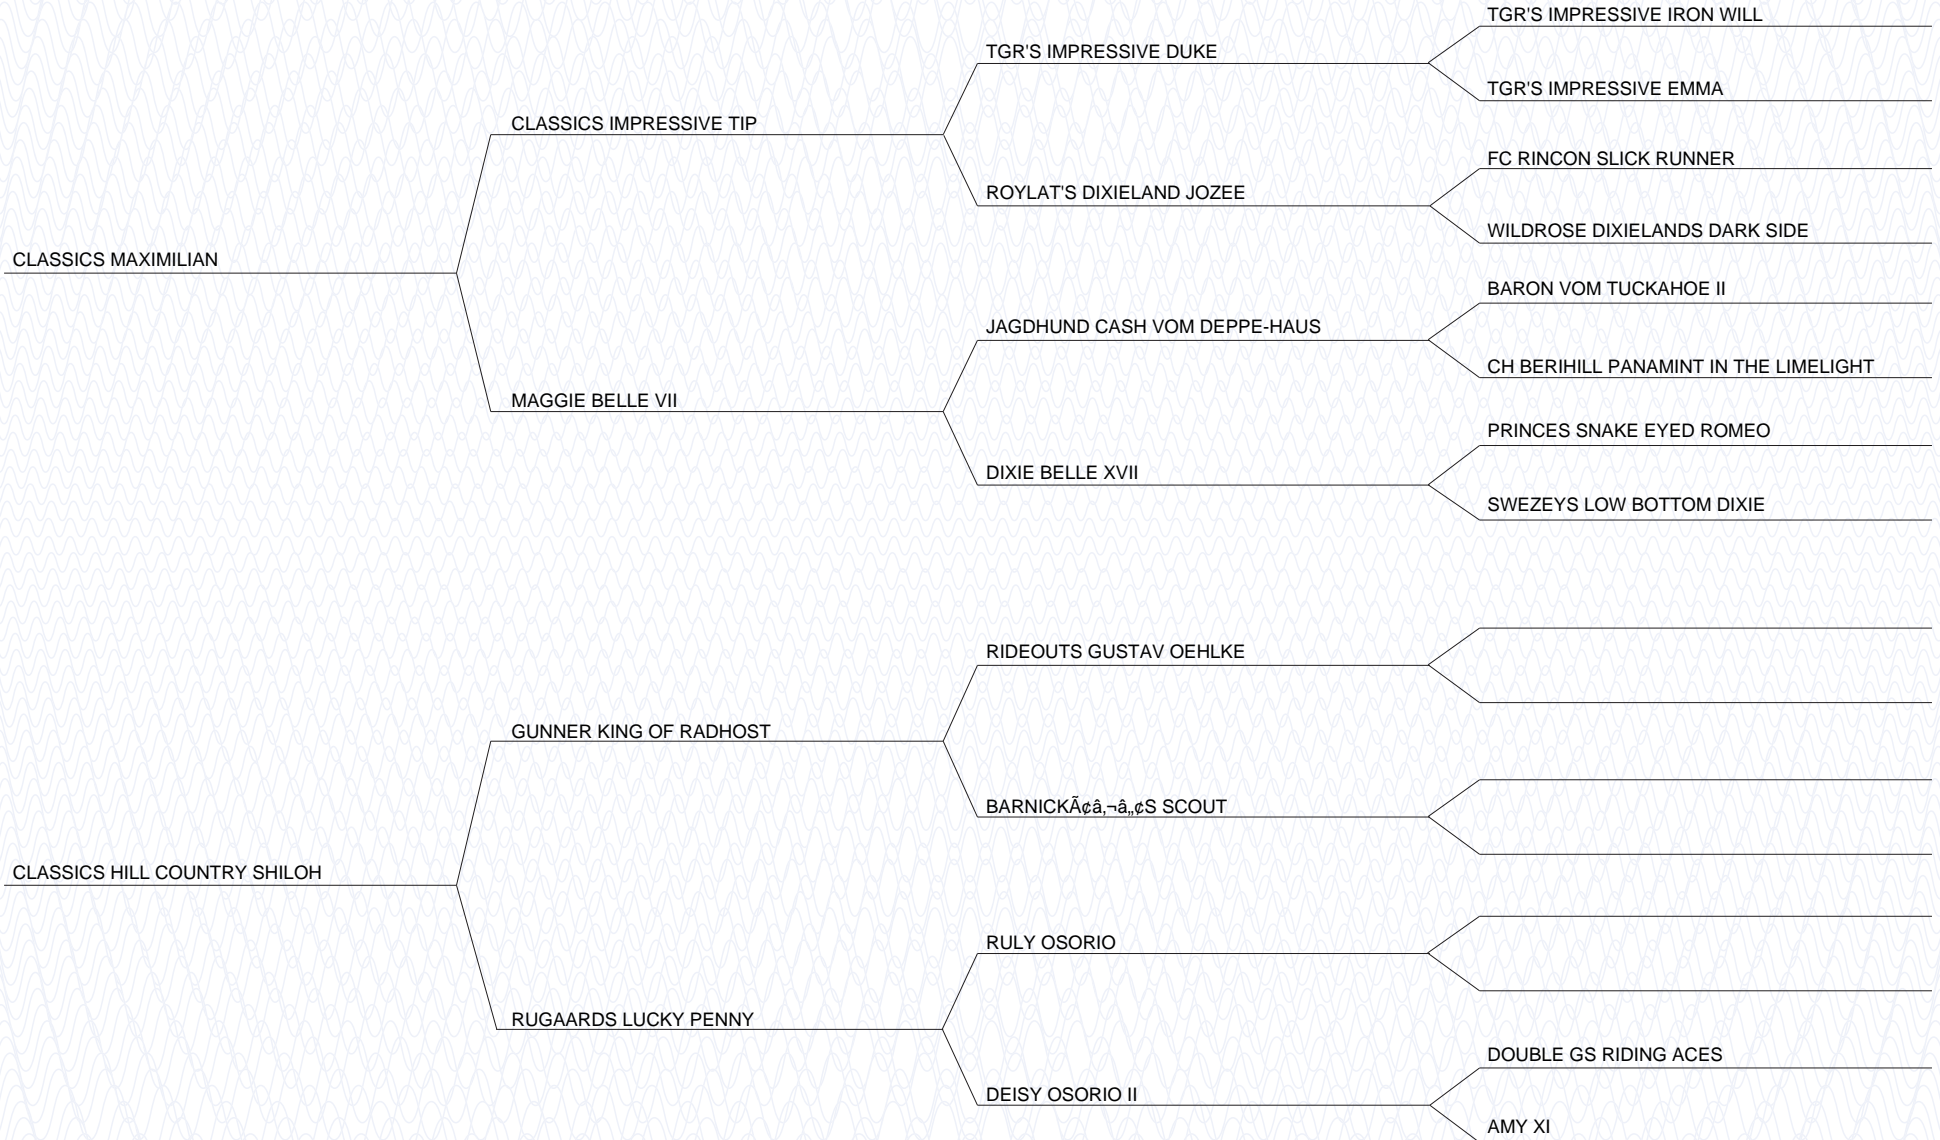 TGR'S IMPRESSIVE IRON WILL
TGR'S IMPRESSIVE DUKE
TGR'S IMPRESSIVE EMMA
CLASSICS IMPRESSIVE TIP
FC RINCON SLICK RUNNER
ROYLAT'S DIXIELAND JOZEE
WILDROSE DIXIELANDS DARK SIDE
CLASSICS MAXIMILIAN
BARON VOM TUCKAHOE II
JAGDHUND CASH VOM DEPPE-HAUS
CH BERIHILL PANAMINT IN THE LIMELIGHT
MAGGIE BELLE VII
PRINCES SNAKE EYED ROMEO
DIXIE BELLE XVII
SWEZEYS LOW BOTTOM DIXIE
RIDEOUTS GUSTAV OEHLKE
GUNNER KING OF RADHOST
BARNICKÃ¢â‚¬â„¢S SCOUT
CLASSICS HILL COUNTRY SHILOH
RULY OSORIO
RUGAARDS LUCKY PENNY
DOUBLE GS RIDING ACES
DEISY OSORIO II
AMY XI